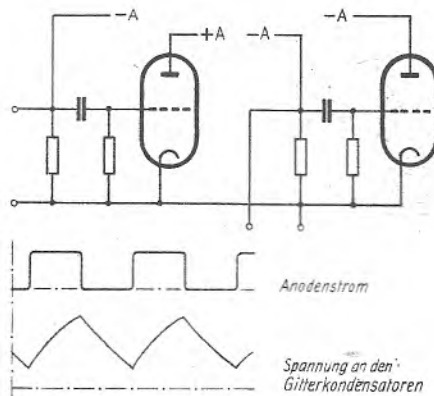 -A
+A
-A
-A
Anodenstrom
Spannung an den
Gitterkondensatoren